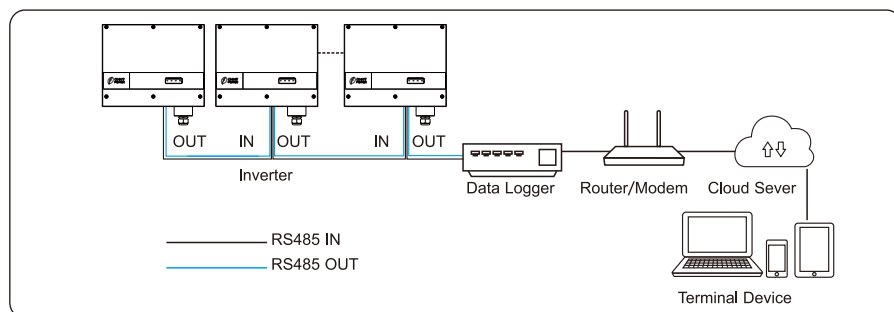 OUT
IN
OUT
IN
OUT
Inverter
Data Logger
Router/Modem
Cloud Sever
RS485 IN
RS485 OUT
Terminal Device